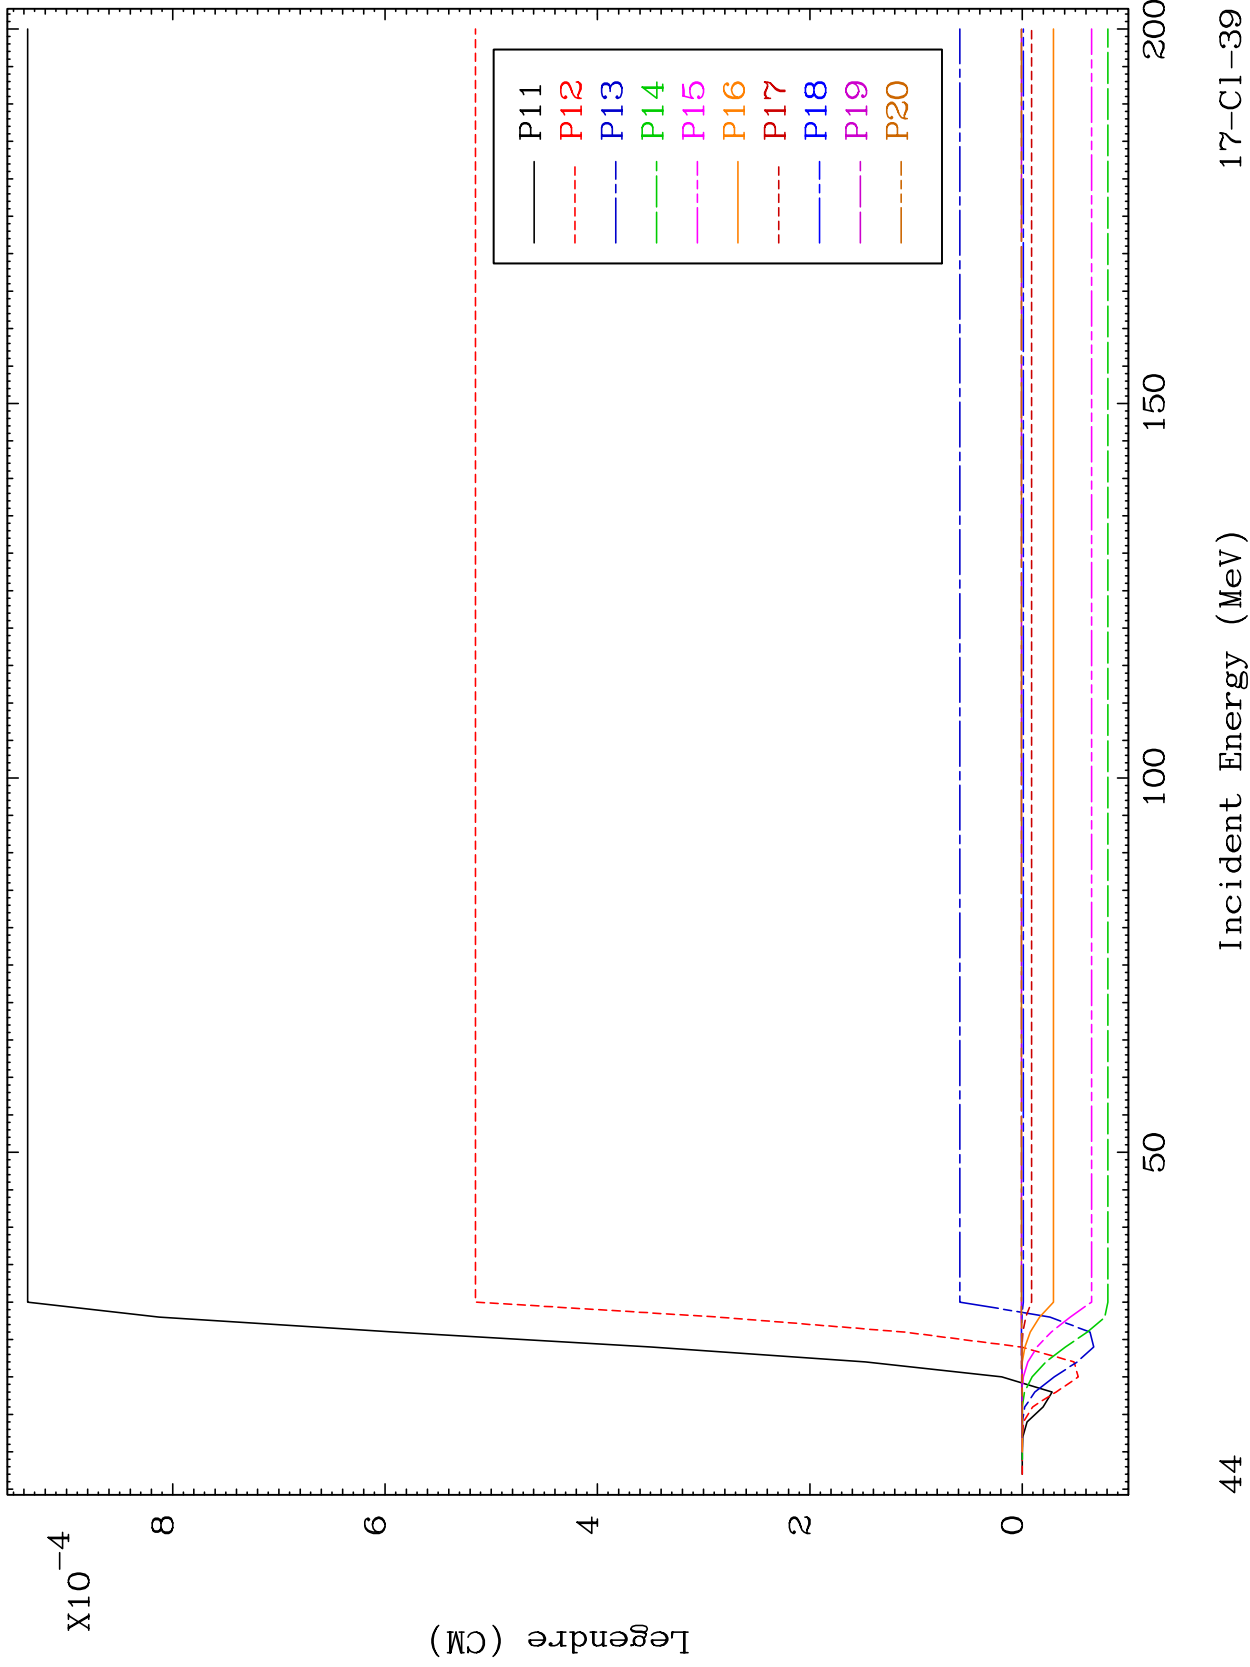 X10-4
8
6
4
2
0
Legendre (CM)
P11
P12
P13
P14
P15
P16
P17
P18
P19
P20
50
100
150
200
Incident Energy (MeV)
44
17-Cl-39